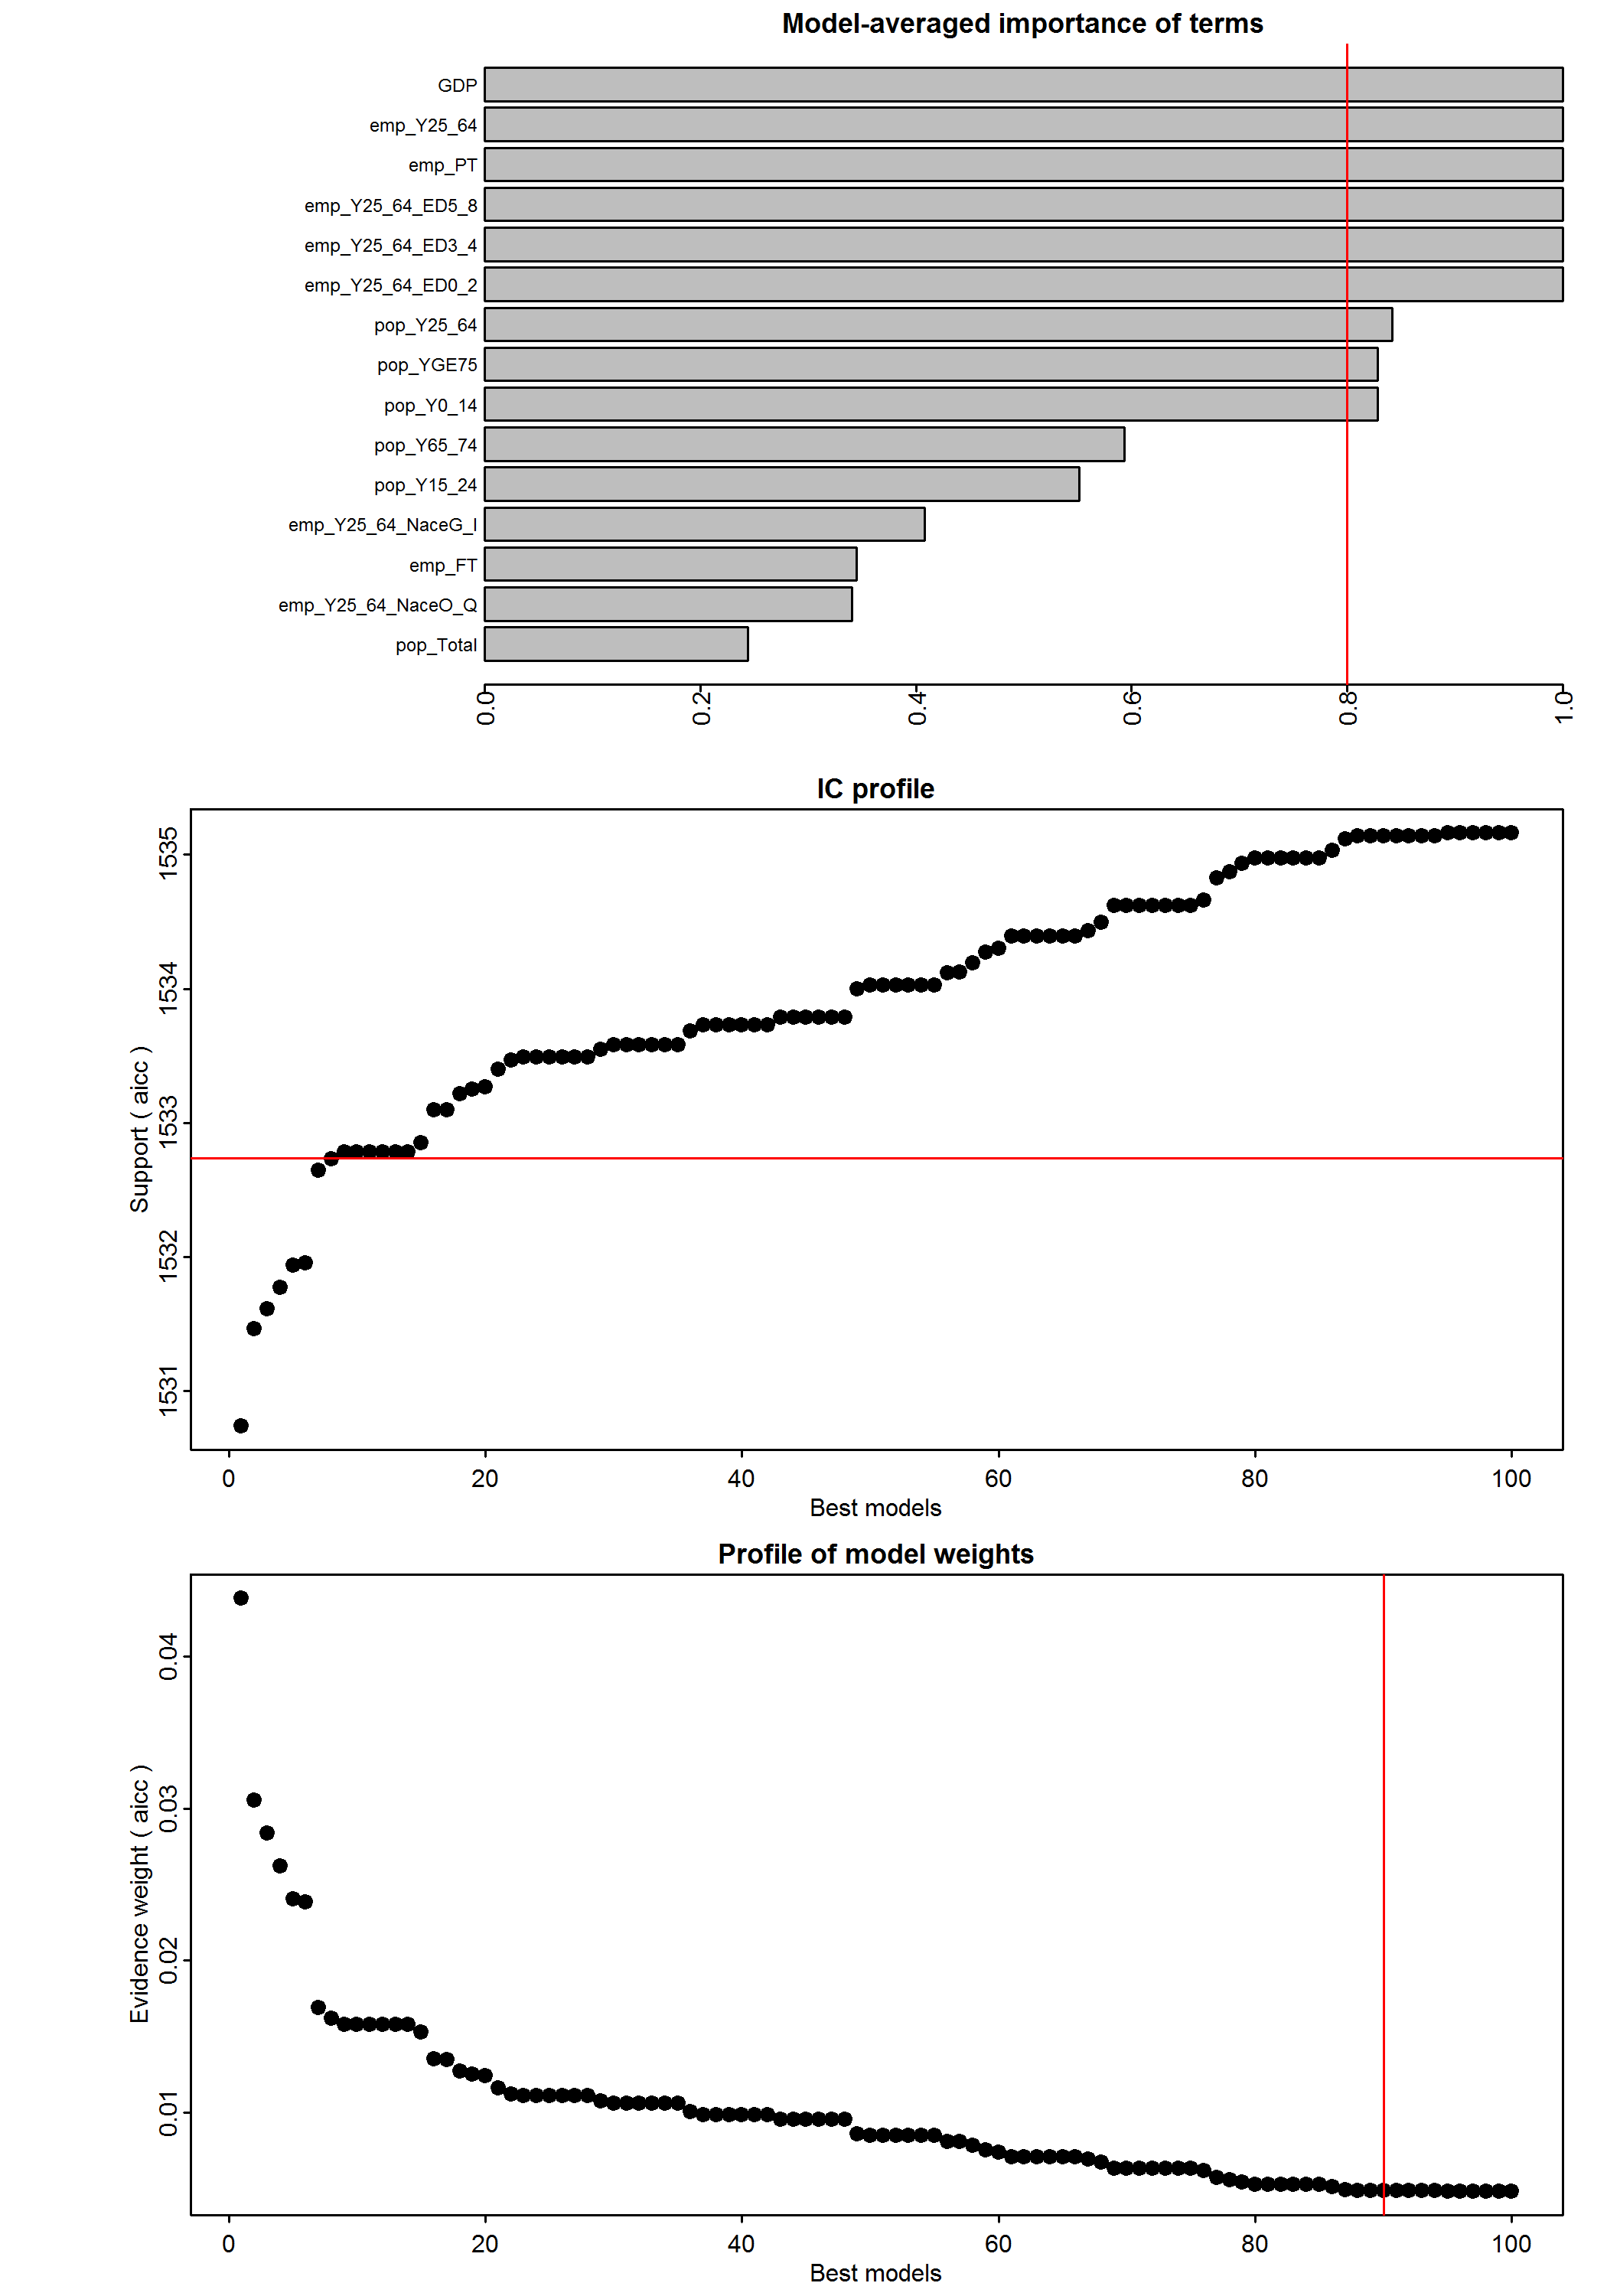 Model-averaged importance of terms
GDP
emp_Y25_64
emp_PT
emp_Y25_64_ED5_8
emp_Y25_64_ED3_4
emp_Y25_64_ED0_2
pop_Y25_64
pop_YGE75
pop_Y0_14
pop_Y65_74
pop_Y15_24
emp_Y25_64_NaceG_I
emp_FT
emp_Y25_64_NaceO_Q
pop_Total
0.0 0.2 0.4 0.6 0.8 1.0
IC profile
Support ( aicc )
1535
1534
1533
1532
1531
0 20 40 60 80 100
Best models
Profile of model weights
Evidence weight ( aicc )
0.04
0.03
0.02
0.01
0 20 40 60 80 100
Best models